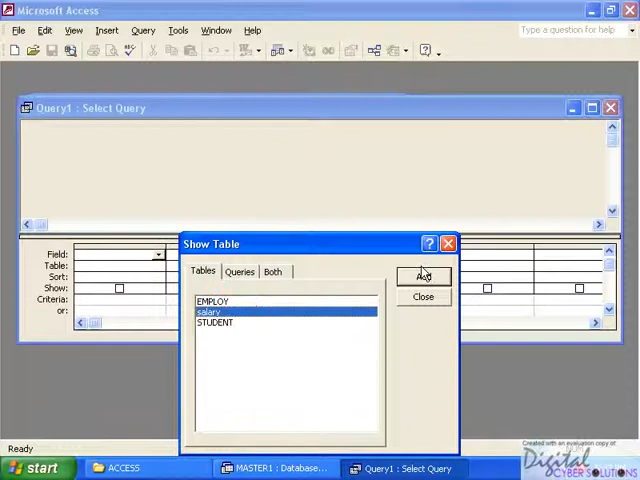 Microsoft Access
File Edit View Insert Query Tools Window Help
Type a question for help
Query1 : Select Query
Field:
Table:
Sort:
Show:
Criteria:
or:
Show Table
Tables Queries Both
EMPLOY
salary
STUDENT
Add
Close
Ready
NUM
Created with an evaluation copy of
Digital
CYBER SOLUTIONS
start ACCESS MASTER1 : Database... Query1 : Select Query